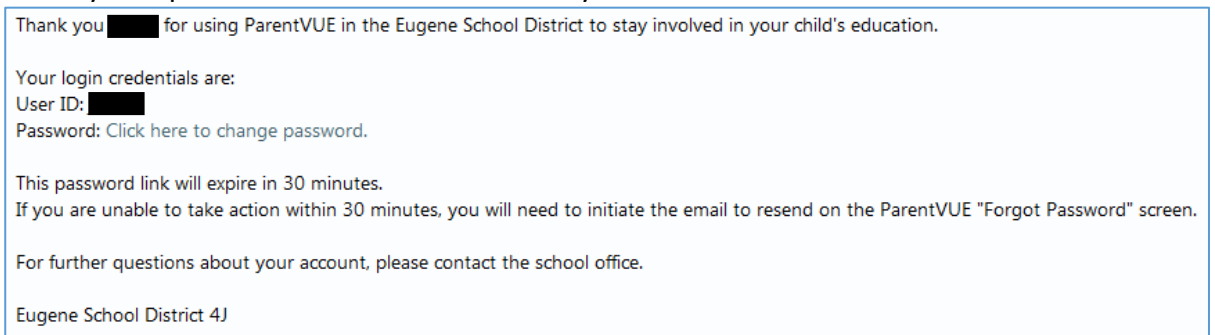 Thank you for using ParentVUE in the Eugene School District to stay involved in your child's education.
Your login credentials are:
User ID:
Password: Click here to change password.
This password link will expire in 30 minutes.
If you are unable to take action within 30 minutes, you will need to initiate the email to resend on the ParentVUE "Forgot Password" screen.
For further questions about your account, please contact the school office.
Eugene School District 4J